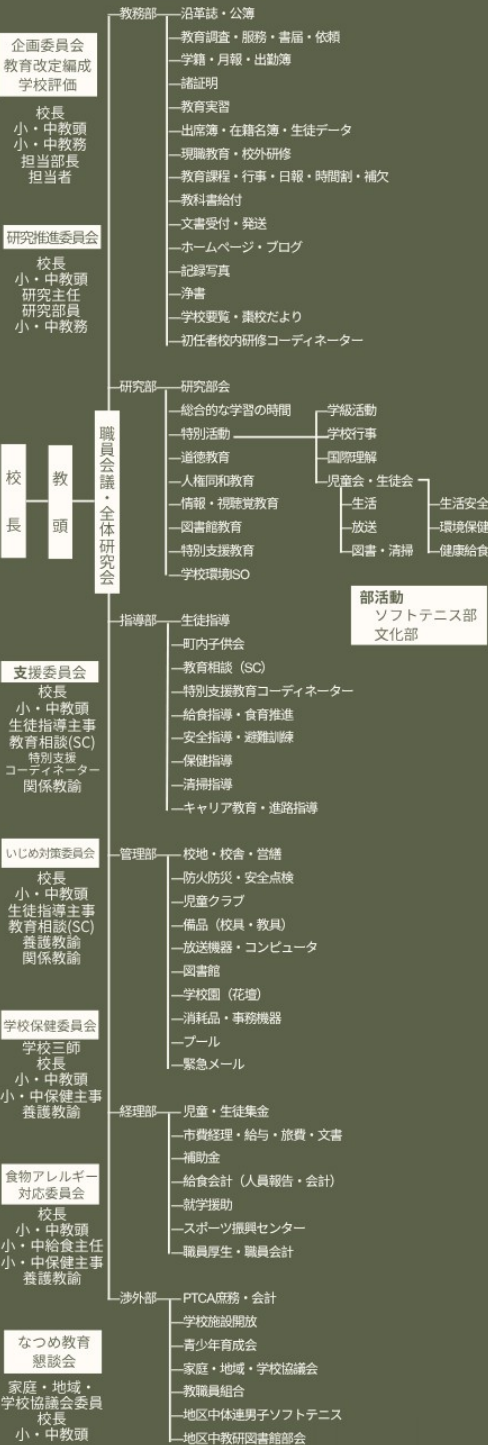 企画委員会
教育改定編成
学校評価
校長
小・中教頭
小・中教務
担当部長
担当者
研究推進委員会
校長
小・中教頭
研究主任
研究部員
小・中教務
校長
教頭
職員会議・全体研究会
支援委員会
校長
小・中教頭
生徒指導主事
教育相談(SC)
特別支援
コーディネーター
関係教諭
いじめ対策委員会
校長
小・中教頭
生徒指導主事
教育相談(SC)
養護教諭
関係教諭
学校保健委員会
学校三師
校長
小・中教頭
小・中保健主事
養護教諭
食物アレルギー
対応委員会
校長
小・中教頭
小・中給食主任
小・中保健主事
養護教諭
なつめ教育
懇談会
家庭・地域・
学校協議会委員
校長
小・中教頭
教務部
沿革誌・公簿
教育調査・服務・書届・依頼
学籍・月報・出勤簿
諸証明
教育実習
出席簿・在籍名簿・生徒データ
現職教育・校外研修
教育課程・行事・日報・時間割・補欠
教科書給付
文書受付・発送
ホームページ・ブログ
記録写真
浄書
学校要覧・棗校だより
初任者校内研修コーディネーター
研究部
研究部会
総合的な学習の時間
特別活動
道徳教育
人権同和教育
情報・視聴覚教育
図書館教育
特別支援教育
学校環境ISO
学級活動
学校行事
国際理解
児童会・生徒会
生活
放送
図書・清掃
生活安全
環境保健
健康給食
部活動
ソフトテニス部
文化部
指導部
生徒指導
町内子供会
教育相談（SC）
特別支援教育コーディネーター
給食指導・食育推進
安全指導・避難訓練
保健指導
清掃指導
キャリア教育・進路指導
管理部
校地・校舎・営繕
防火防災・安全点検
児童クラブ
備品（校具・教具）
放送機器・コンピュータ
図書館
学校園（花壇）
消耗品・事務機器
プール
緊急メール
経理部
児童・生徒集金
市費経理・給与・旅費・文書
補助金
給食会計（人員報告・会計）
就学援助
スポーツ振興センター
職員厚生・職員会計
渉外部
PTCA庶務・会計
学校施設開放
青少年育成会
家庭・地域・学校協議会
教職員組合
地区中体連男子ソフトテニス
地区中教研図書館部会